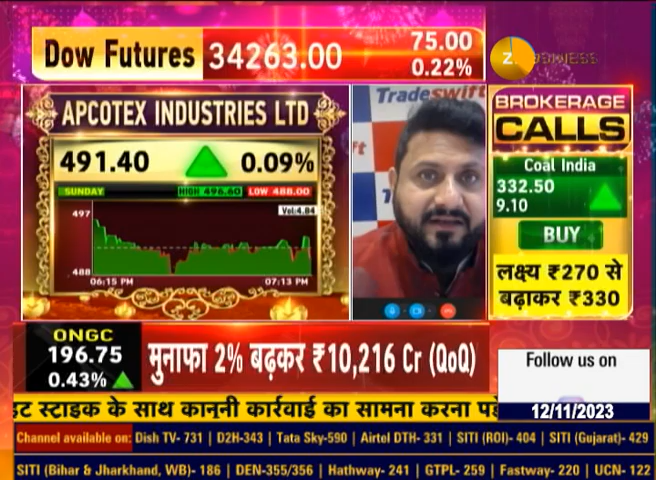 Dow Futures 34263.00 75.00
0.22%
Z BUSINESS
APCOTEX INDUSTRIES LTD
491.40 0.09%
SUNDAY HIGH 496.60 LOW 488.00
497 Vol:4.84
488
06:15 PM 07:13 PM
Tradeswift
BROKERAGE
CALLS
Coal India
332.50
9.10
BUY
लक्ष्य ₹270 से
बढ़ाकर ₹330
ONGC
196.75
0.43%
मुनाफा 2% बढ़कर ₹10,216 Cr (QoQ)
Follow us on
12/11/2023
स्टाइक के साथ कानूनी कार्रवाई का सामना करना
Channel available on: Dish TV- 731 | D2H-343 | Tata Sky-590 | Airtel DTH- 331 | SITI (ROI)- 404 | SITI (Gujarat)- 429
SITI (Bihar & Jharkhand, WB)- 186 | DEN-355/356 | Hathway- 241 | GTPL- 259 | Fastway- 220 | UCN- 122